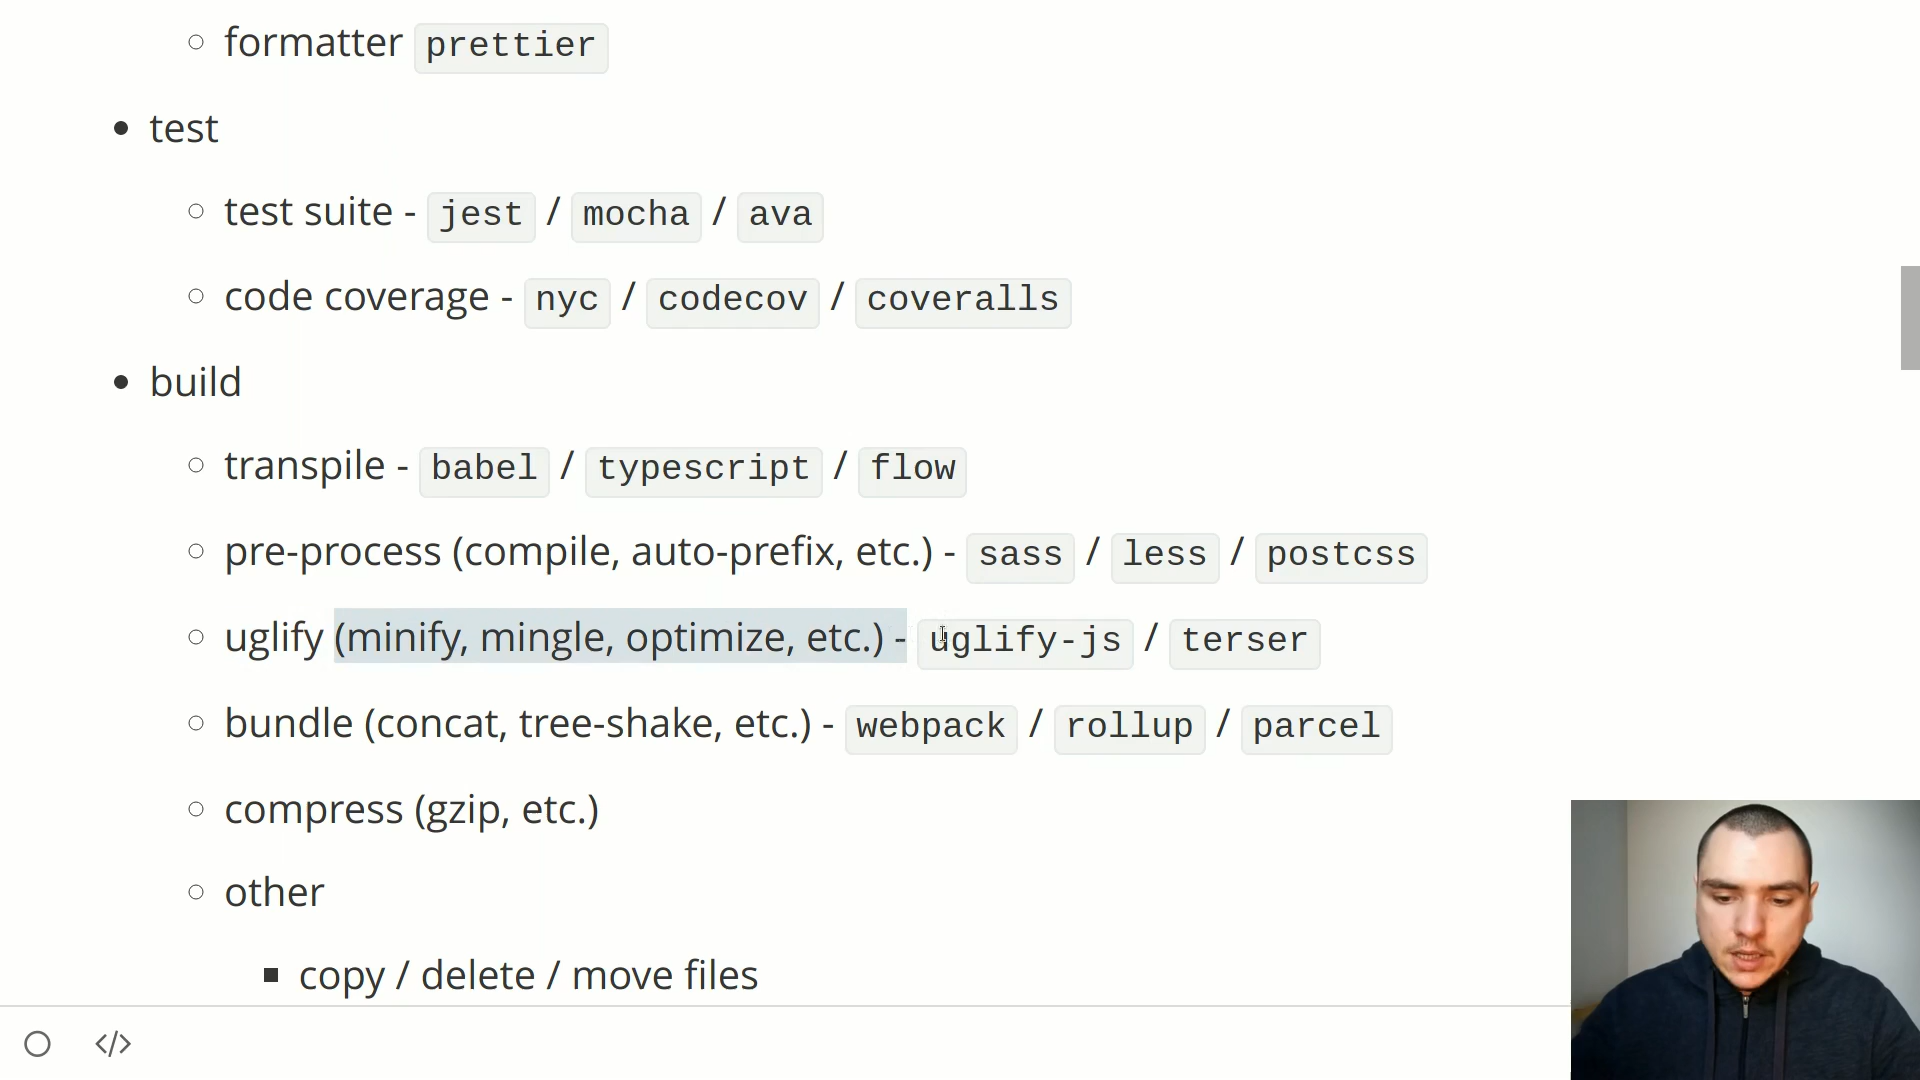 formatter prettier
test
test suite - jest / mocha / ava
code coverage - nyc / codecov / coveralls
build
transpile - babel / typescript / flow
pre-process (compile, auto-prefix, etc.) - sass / less / postcss
uglify (minify, mingle, optimize, etc.) - uglify-js / terser
bundle (concat, tree-shake, etc.) - webpack / rollup / parcel
compress (gzip, etc.)
other
copy / delete / move files